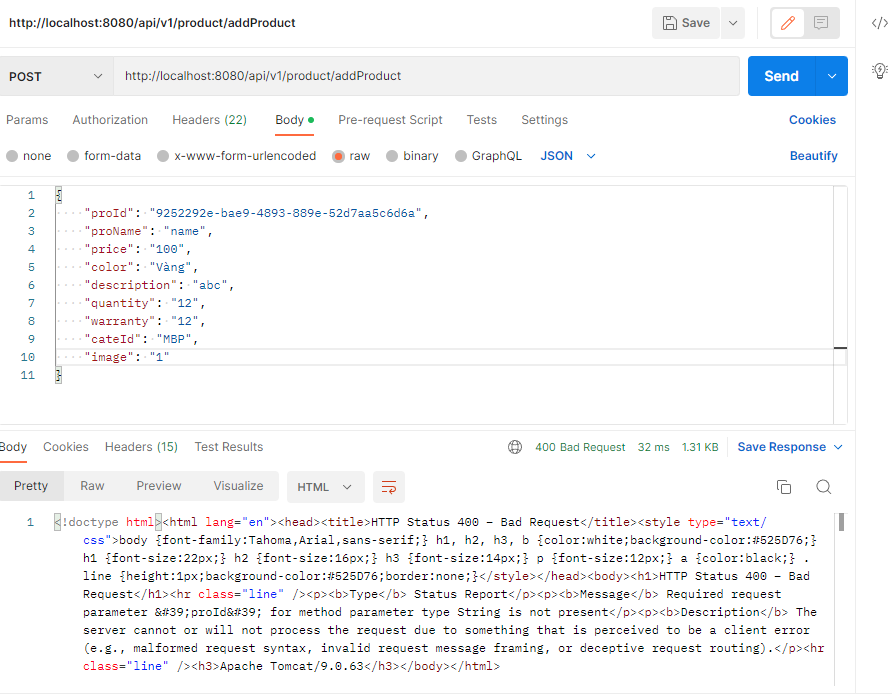 http://localhost:8080/api/v1/product/addProduct
Save
POST
http://localhost:8080/api/v1/product/addProduct
Send
Params Authorization Headers (22) Body Pre-request Script Tests Settings Cookies
none form-data x-www-form-urlencoded raw binary GraphQL JSON Beautify
1 {
2 "proId": "9252292e-bae9-4893-889e-52d7aa5c6d6a",
3 "proName": "name",
4 "price": "100",
5 "color": "Vàng",
6 "description": "abc",
7 "quantity": "12",
8 "warranty": "12",
9 "cateId": "MBP",
10 "image": "1"
11 }
Body Cookies Headers (15) Test Results 400 Bad Request 32 ms 1.31 KB Save Response
Pretty Raw Preview Visualize HTML
1 <!doctype html><html lang="en"><head><title>HTTP Status 400 – Bad Request</title><style type="text/
css">body {font-family:Tahoma,Arial,sans-serif;} h1, h2, h3, b {color:white;background-color:#525D76;}
h1 {font-size:22px;} h2 {font-size:16px;} h3 {font-size:14px;} p {font-size:12px;} a {color:black;} .
line {height:1px;background-color:#525D76;border:none;}</style></head><body><h1>HTTP Status 400 – Bad
Request</h1><hr class="line" /><p><b>Type</b> Status Report</p><p><b>Message</b> Required request
parameter &#39;proId&#39; for method parameter type String is not present</p><p><b>Description</b> The
server cannot or will not process the request due to something that is perceived to be a client error
(e.g., malformed request syntax, invalid request message framing, or deceptive request routing).</p><hr
class="line" /><h3>Apache Tomcat/9.0.63</h3></body></html>